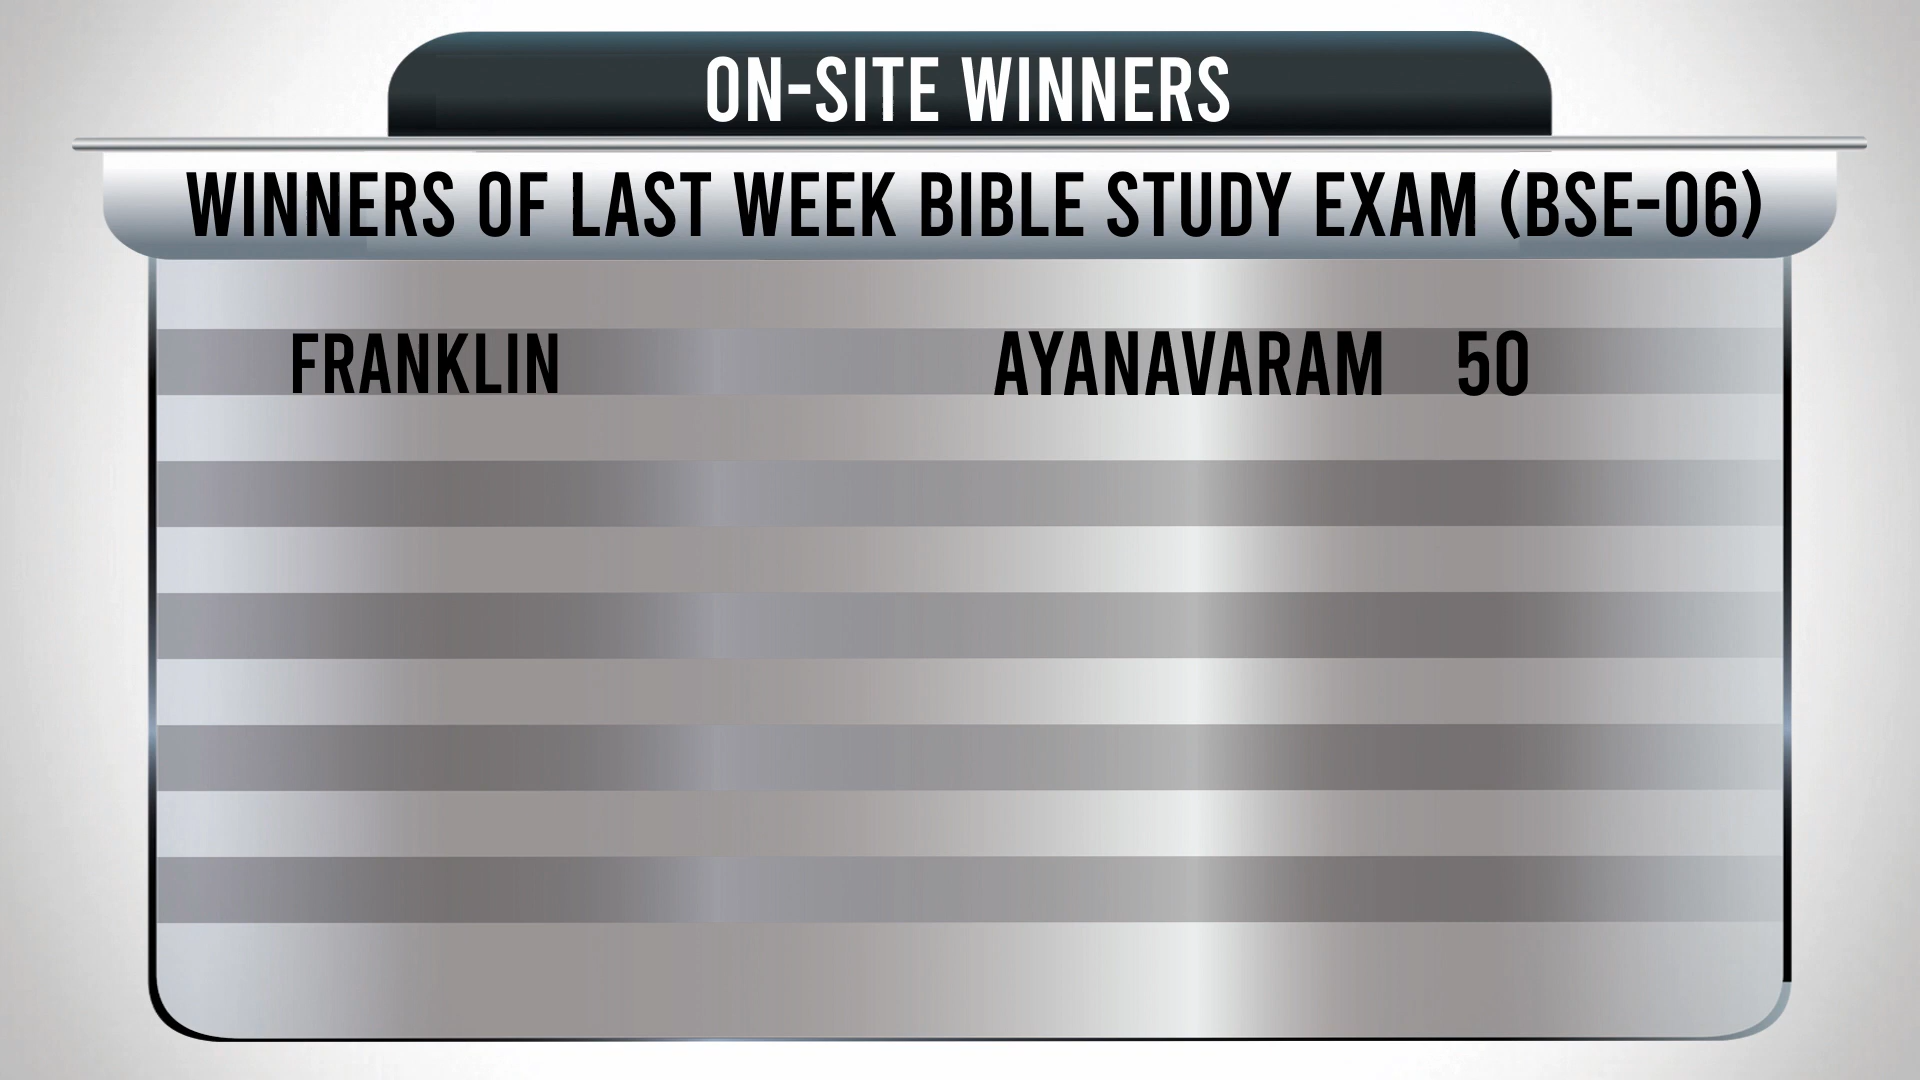 ON-SITE WINNERS
WINNERS OF LAST WEEK BIBLE STUDY EXAM (BSE-06)
FRANKLIN AYANAVARAM 50